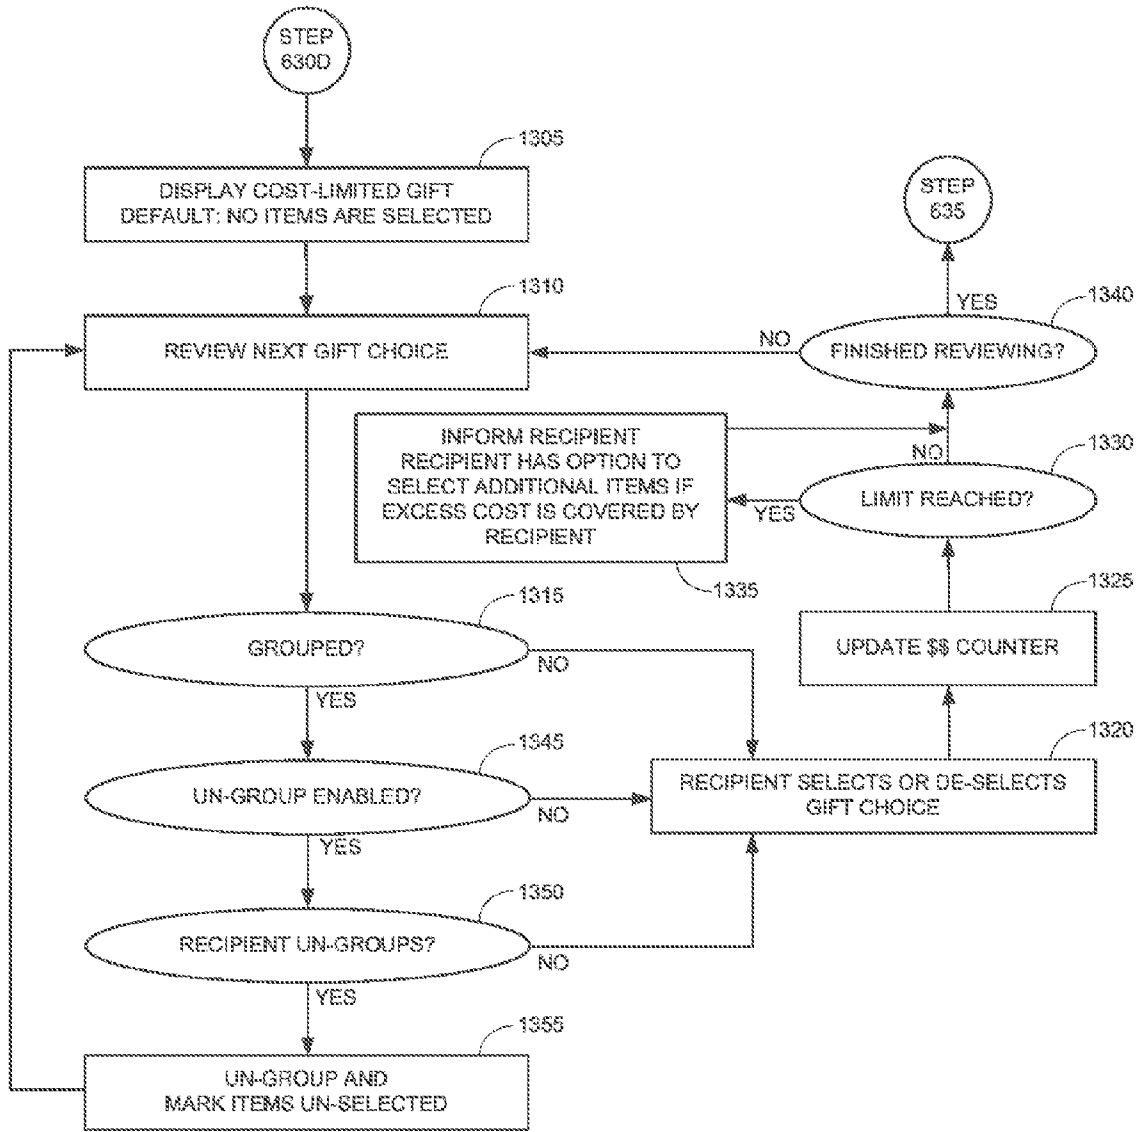 STEP
630D
1305
DISPLAY COST-LIMITED GIFT
DEFAULT: NO ITEMS ARE SELECTED
STEP
635
1310
REVIEW NEXT GIFT CHOICE
YES
1340
NO
FINISHED REVIEWING?
INFORM RECIPIENT
RECIPIENT HAS OPTION TO
SELECT ADDITIONAL ITEMS IF
EXCESS COST IS COVERED BY
RECIPIENT
NO
1330
YES
LIMIT REACHED?
1335
1315
GROUPED?
NO
YES
1325
UPDATE $$ COUNTER
1345
UN-GROUP ENABLED?
NO
YES
1320
RECIPIENT SELECTS OR DE-SELECTS
GIFT CHOICE
1350
RECIPIENT UN-GROUPS?
NO
YES
1355
UN-GROUP AND
MARK ITEMS UN-SELECTED